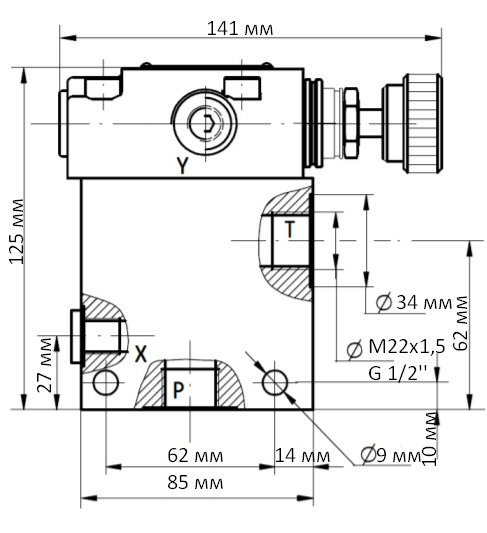 141 мм
Y
125 мм
T
34 мм
62 мм
M22x1,5
G 1/2"
27 мм
X
P
10 мм
62 мм
14 мм
Ø9 мм
85 мм